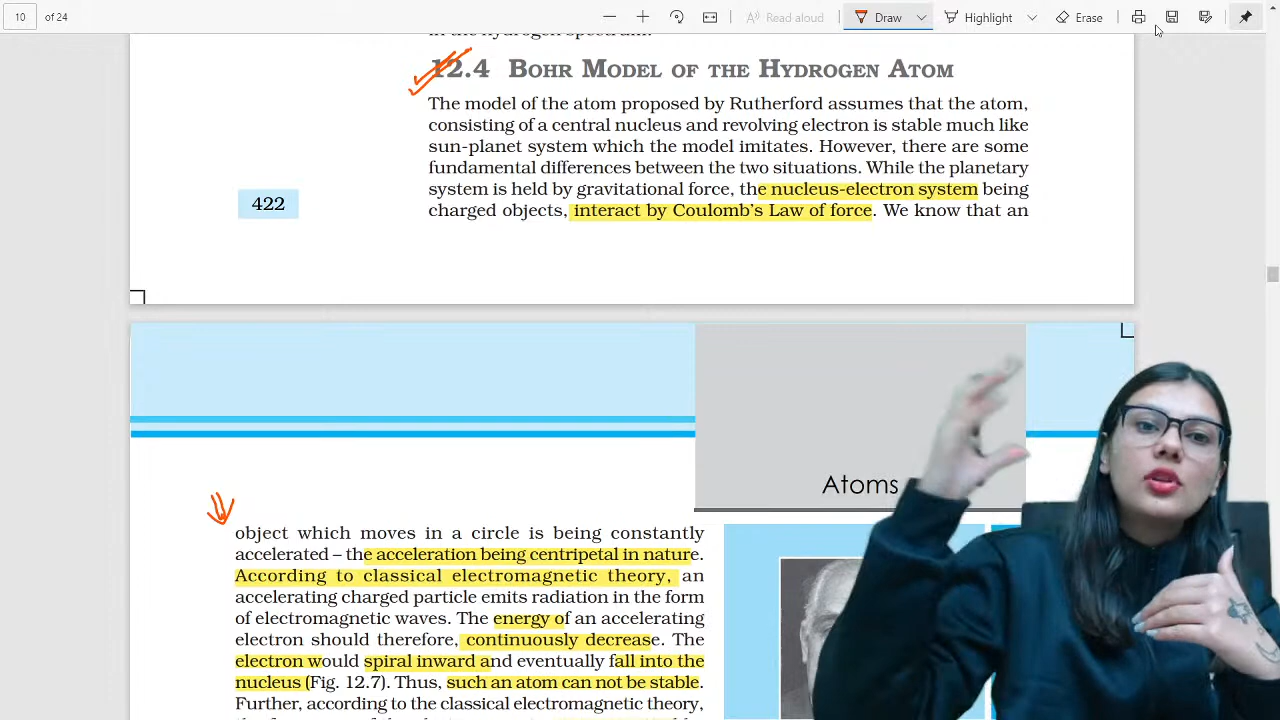 10 of 24
Read aloud
Draw
Highlight
Erase
in the hydrogen spectrum.
12.4 BOHR MODEL OF THE HYDROGEN ATOM
The model of the atom proposed by Rutherford assumes that the atom,
consisting of a central nucleus and revolving electron is stable much like
sun-planet system which the model imitates. However, there are some
fundamental differences between the two situations. While the planetary
system is held by gravitational force, the nucleus-electron system being
charged objects, interact by Coulomb's Law of force. We know that an
422
Atoms
object which moves in a circle is being constantly
accelerated – the acceleration being centripetal in nature.
According to classical electromagnetic theory, an
accelerating charged particle emits radiation in the form
of electromagnetic waves. The energy of an accelerating
electron should therefore, continuously decrease. The
electron would spiral inward and eventually fall into the
nucleus (Fig. 12.7). Thus, such an atom can not be stable.
Further, according to the classical electromagnetic theory,